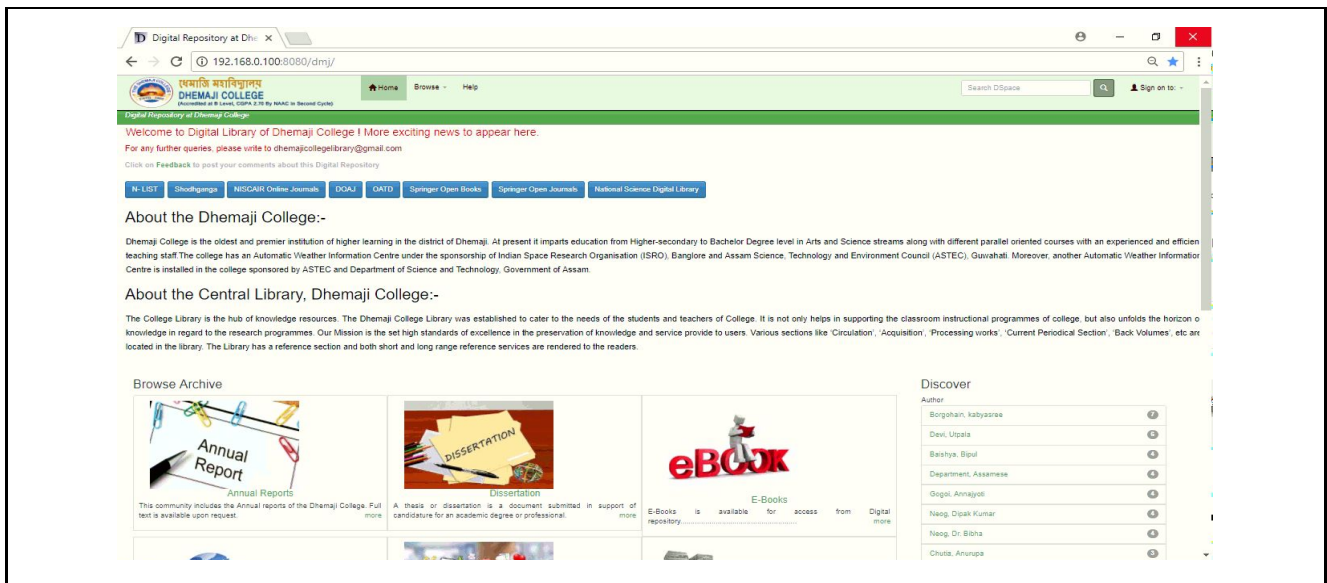 Digital Repository at Dhe
192.168.0.100:8080/dmj/
ধেমাজি মহাবিদ্যালয়
DHEMAJI COLLEGE
(Accredited at B Level, CGPA 2.70 By NAAC in Second Cycle)
Home Browse Help
Search DSpace
Sign on to:
Digital Repository at Dhemaji College
Welcome to Digital Library of Dhemaji College ! More exciting news to appear here.
For any further queries, please write to dhemajicollegelibrary@gmail.com
Click on Feedback to post your comments about this Digital Repository
N- LIST Shodhganga NISCAIR Online Journals DOAJ OATD Springer Open Books Springer Open Journals National Science Digital Library
About the Dhemaji College:-
Dhemaji College is the oldest and premier institution of higher learning in the district of Dhemaji. At present it imparts education from Higher-secondary to Bachelor Degree level in Arts and Science streams along with different parallel oriented courses with an experienced and efficien
teaching staff.The college has an Automatic Weather Information Centre under the sponsorship of Indian Space Research Organisation (ISRO), Banglore and Assam Science, Technology and Environment Council (ASTEC), Guwahati. Moreover, another Automatic Weather Information
Centre is installed in the college sponsored by ASTEC and Department of Science and Technology, Government of Assam.
About the Central Library, Dhemaji College:-
The College Library is the hub of knowledge resources. The Dhemaji College Library was established to cater to the needs of the students and teachers of College. It is not only helps in supporting the classroom instructional programmes of college, but also unfolds the horizon o
knowledge in regard to the research programmes. Our Mission is the set high standards of excellence in the preservation of knowledge and service provide to users. Various sections like 'Circulation', 'Acquisition', 'Processing works', 'Current Periodical Section', 'Back Volumes', etc are
located in the library. The Library has a reference section and both short and long range reference services are rendered to the readers.
Browse Archive
Annual
Report
Annual Reports
This community includes the Annual reports of the Dhemaji College. Full
text is available upon request. more
DISSERTATION
Dissertation
A thesis or dissertation is a document submitted in support of
candidature for an academic degree or professional. more
eBOOK
E-Books
E-Books is available for access from Digital
repository.................................................... more
Discover
Author
Borgohain, kabyasree 7
Devi, Utpala 6
Baishya, Bipul 4
Department, Assamese 4
Gogoi, Annajyoti 4
Neog, Dipak Kumar 4
Neog, Dr. Bibha 4
Chutia, Anurupa 3